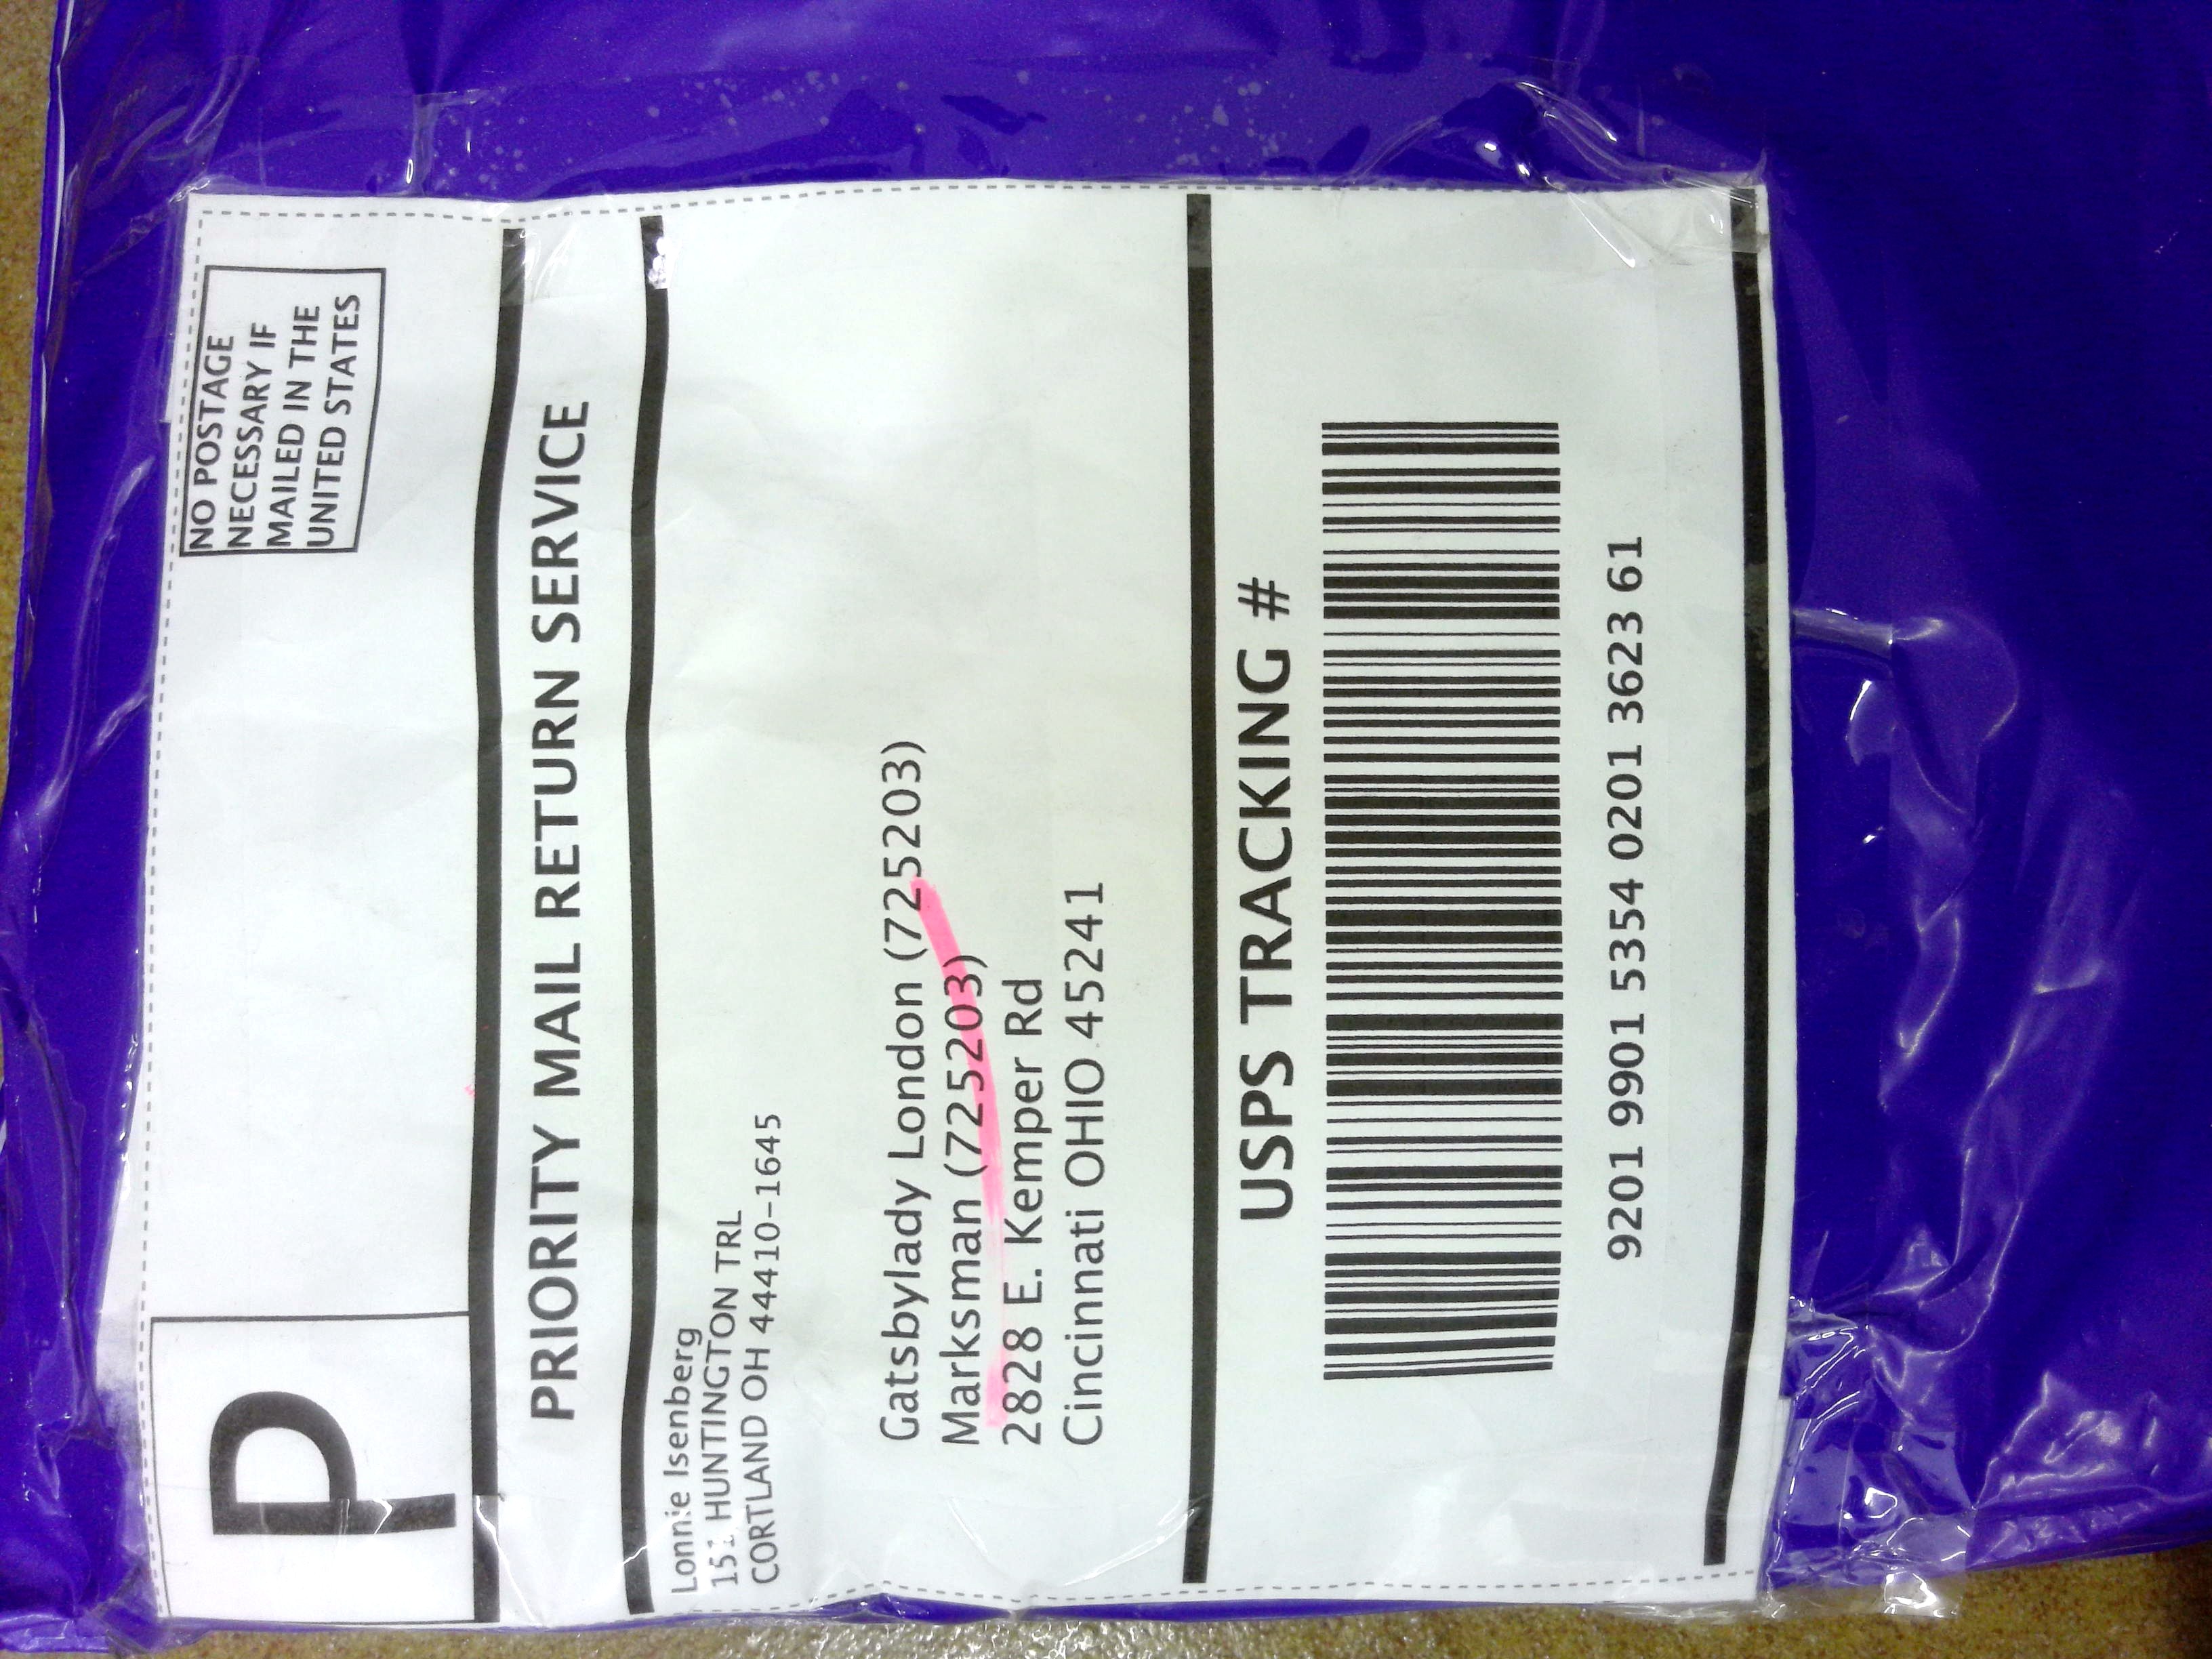 P
NO POSTAGE
NECESSARY IF
MAILED IN THE
UNITED STATES
PRIORITY MAIL RETURN SERVICE
Lonnie Isenberg
HUNTINGTON TRL
CORTLAND OH 44410-1645
Gatsbylady London (725203)
Marksman (725203)
2828 E. Kemper Rd
Cincinnati OHIO 45241
USPS TRACKING #
9201 9901 5354 0201 3623 61